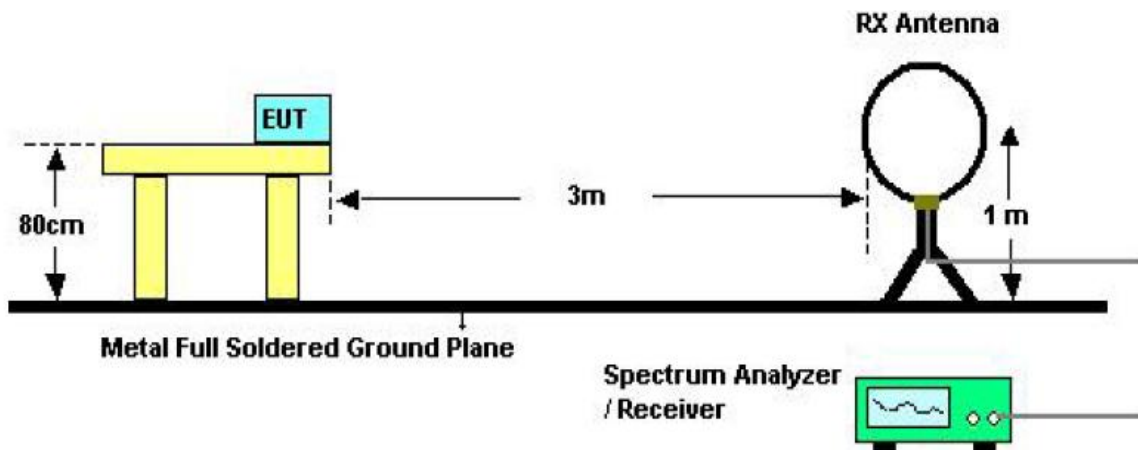 RX Antenna
EUT
80cm
3m
1 m
Metal Full Soldered Ground Plane
Spectrum Analyzer
/ Receiver